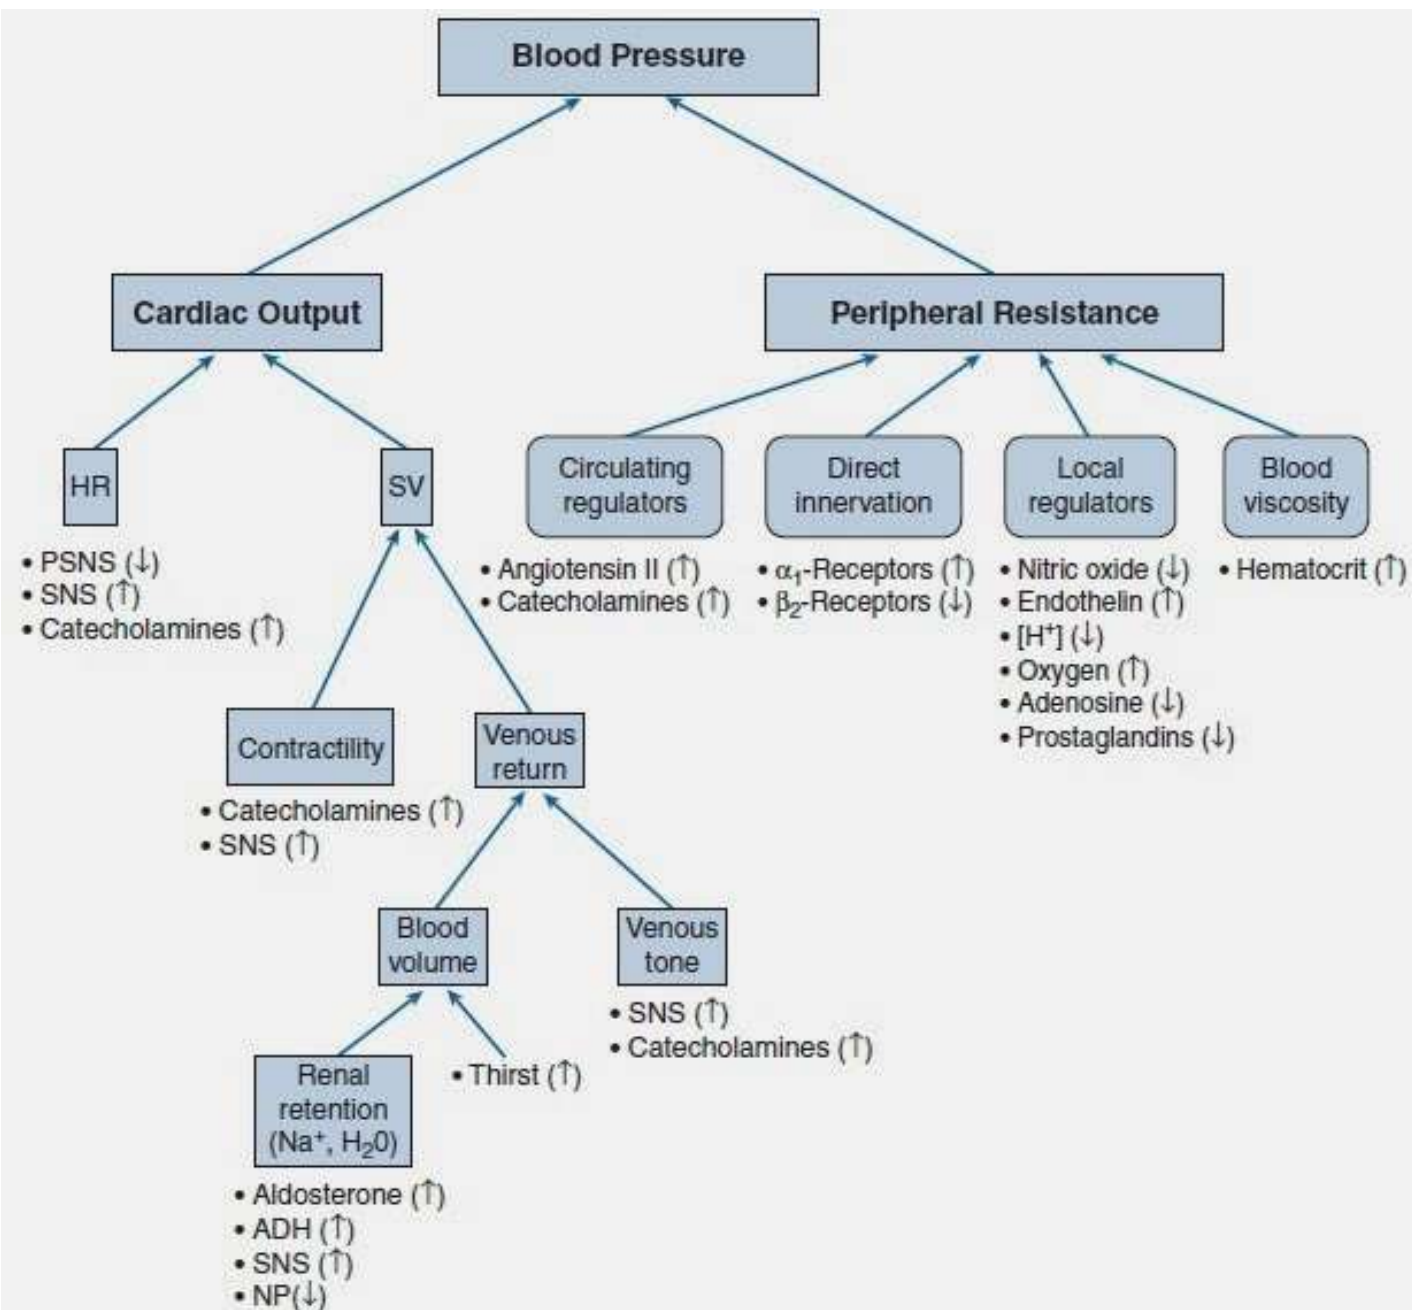 Blood Pressure
Cardiac Output
Peripheral Resistance
HR
SV
Circulating
regulators
Direct
innervation
Local
regulators
Blood
viscosity
• PSNS (↓)
• SNS (↑)
• Catecholamines (↑)
• Angiotensin II (↑)
• Catecholamines (↑)
• α₁-Receptors (↑)
• β₂-Receptors (↓)
• Nitric oxide (↓)
• Endothelin (↑)
• [H⁺] (↓)
• Oxygen (↑)
• Adenosine (↓)
• Prostaglandins (↓)
• Hematocrit (↑)
Contractility
• Catecholamines (↑)
• SNS (↑)
Venous
return
Blood
volume
Venous
tone
• SNS (↑)
• Catecholamines (↑)
Renal
retention
(Na⁺, H₂0)
• Thirst (↑)
• Aldosterone (↑)
• ADH (↑)
• SNS (↑)
• NP(↓)